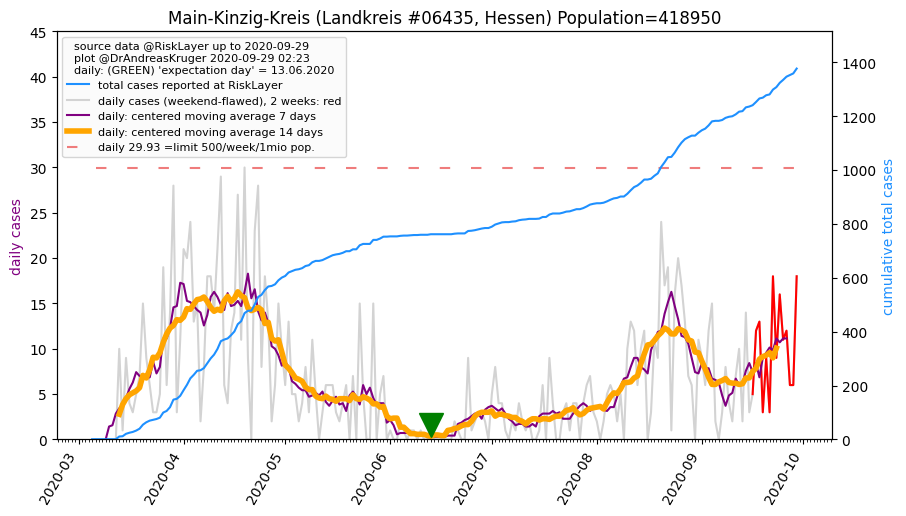 Main-Kinzig-Kreis (Landkreis #06435, Hessen) Population=418950
source data @RiskLayer up to 2020-09-29
plot @DrAndreasKruger 2020-09-29 02:23
daily: (GREEN) 'expectation day' = 13.06.2020
total cases reported at RiskLayer
daily cases (weekend-flawed), 2 weeks: red
daily: centered moving average 7 days
daily: centered moving average 14 days
daily 29.93 =limit 500/week/1mio pop.
daily cases
45
40
35
30
25
20
15
10
5
0
cumulative total cases
1400
1200
1000
800
600
400
200
0
2020-03
2020-04
2020-05
2020-06
2020-07
2020-08
2020-09
2020-10